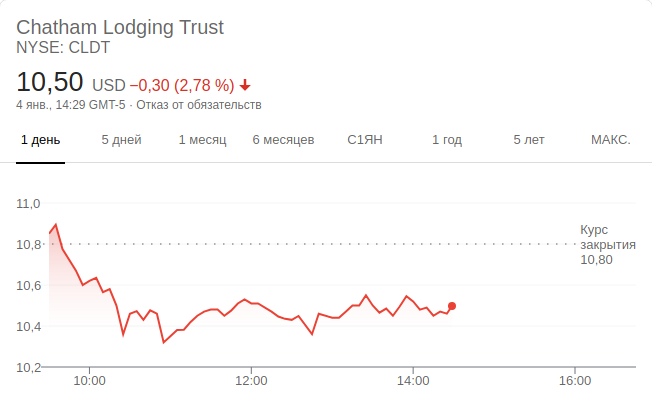 Chatham Lodging Trust
NYSE: CLDT
10,50 USD −0,30 (2,78 %)
4 янв., 14:29 GMT-5 · Отказ от обязательств
1 день 5 дней 1 месяц 6 месяцев С1ЯН 1 год 5 лет МАКС.
11,0
Курс
10,8 закрытия
10,80
10,6
10,4
10,2
10:00 12:00 14:00 16:00